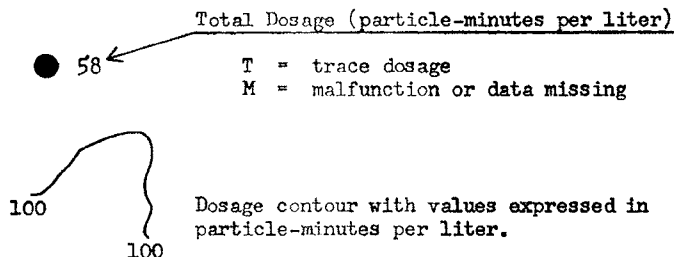 Total Dosage (particle-minutes per liter)
58
T = trace dosage
M = malfunction or data missing
100
100
Dosage contour with values expressed in
particle-minutes per liter.